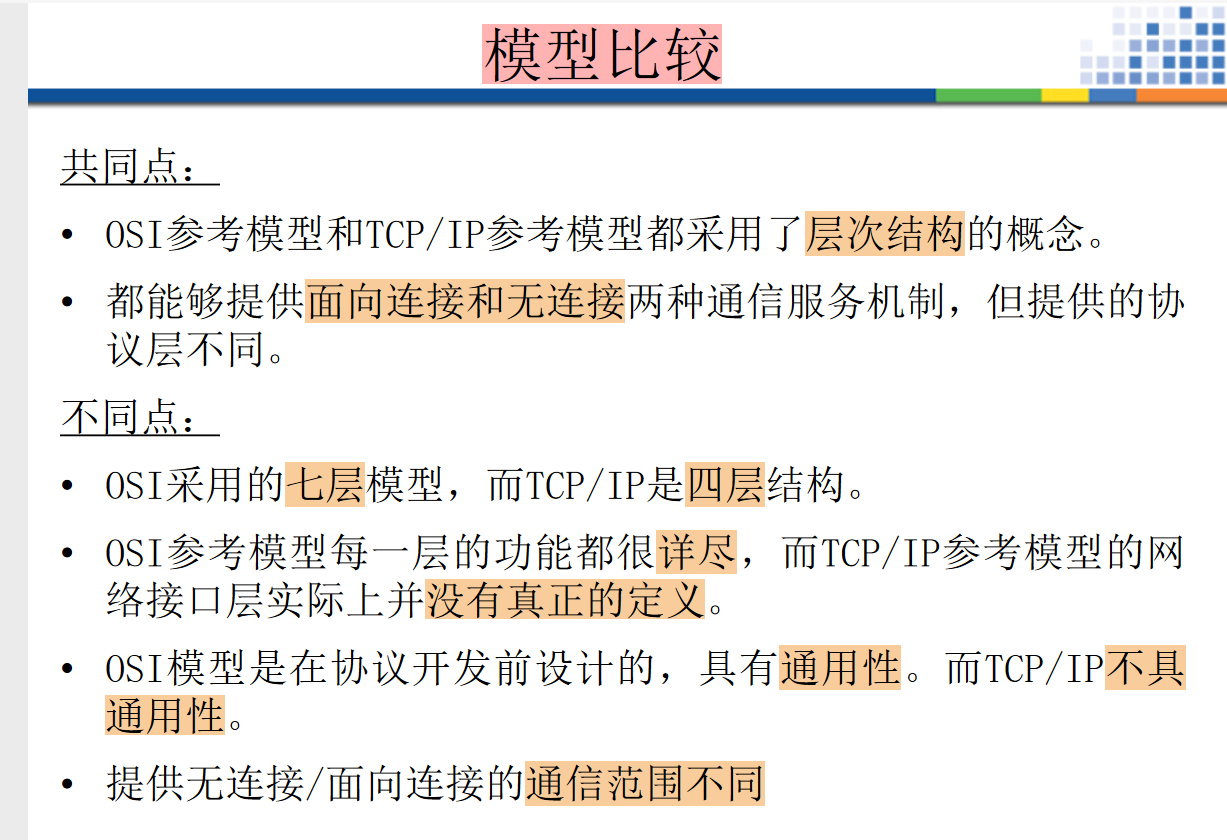 模型比较
共同点：
• OSI参考模型和TCP/IP参考模型都采用了层次结构的概念。
• 都能够提供面向连接和无连接两种通信服务机制，但提供的协
议层不同。
不同点：
• OSI采用的七层模型，而TCP/IP是四层结构。
• OSI参考模型每一层的功能都很详尽，而TCP/IP参考模型的网
络接口层实际上并没有真正的定义。
• OSI模型是在协议开发前设计的，具有通用性。而TCP/IP不具
通用性。
• 提供无连接/面向连接的通信范围不同